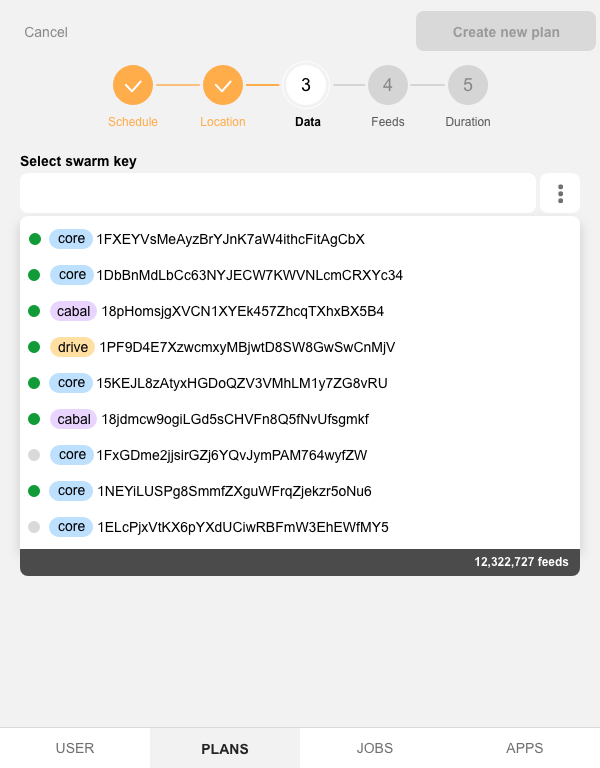 Cancel
Create new plan
3
4
5
Schedule
Location
Data
Feeds
Duration
Select swarm key
core 1FXEYVsMeAyzBrYJnK7aW4ithcFitAgCbX
core 1DbBnMdLbCc63NYJECW7KWVNLcmCRXYc34
cabal 18pHomsjgXVCN1XYEk457ZhcqTXhxBX5B4
drive 1PF9D4E7XzwcmxyMBjwtD8SW8GwSwCnMjV
core 15KEJL8zAtyxHGDoQZV3VMhLM1y7ZG8vRU
cabal 18jdmcw9ogiLGd5sCHVFn8Q5fNvUfsgmkf
core 1FxGDme2jjsirGZj6YQvJymPAM764wyfZW
core 1NEYiLUSPg8SmmfZXguWFrqZjekzr5oNu6
core 1ELcPjxVtKX6pYXdUCiwRBFmW3EhEWfMY5
12,322,727 feeds
USER
PLANS
JOBS
APPS